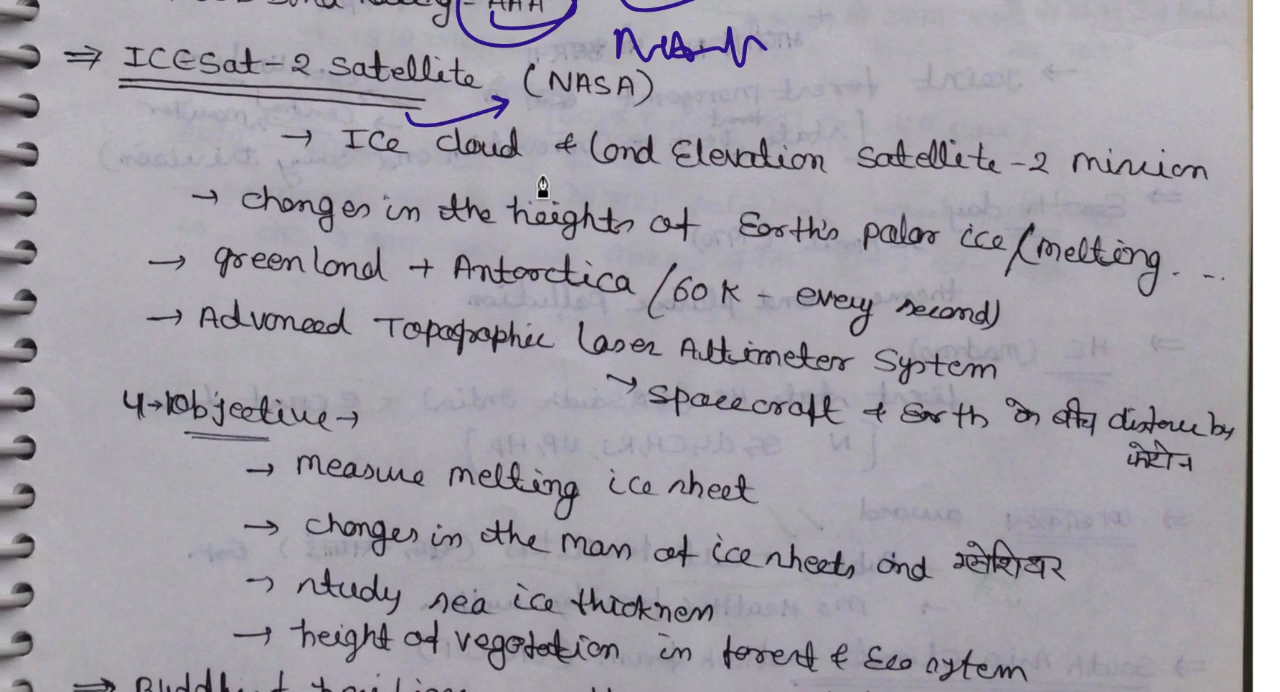 AHA
⇒ ICESat-2 Satellite (NASA)
→ ICe cloud & Land Elevation Satellite-2 mission
→ changes in the heights of Earth's polar ice/(melting. ...
→ greenland + Antarctica/(60K - every second)
→ Advanced Topographic Laser Altimeter System
→ Spacecraft & Earth के बीच distance by
फोटोन
4→ Objective →
→ measure melting ice sheet
→ changes in the mass of ice sheets and ग्लेशियर
→ study sea ice thickness
→ height of vegetation in forest & Eco system
⇒ Buddhist